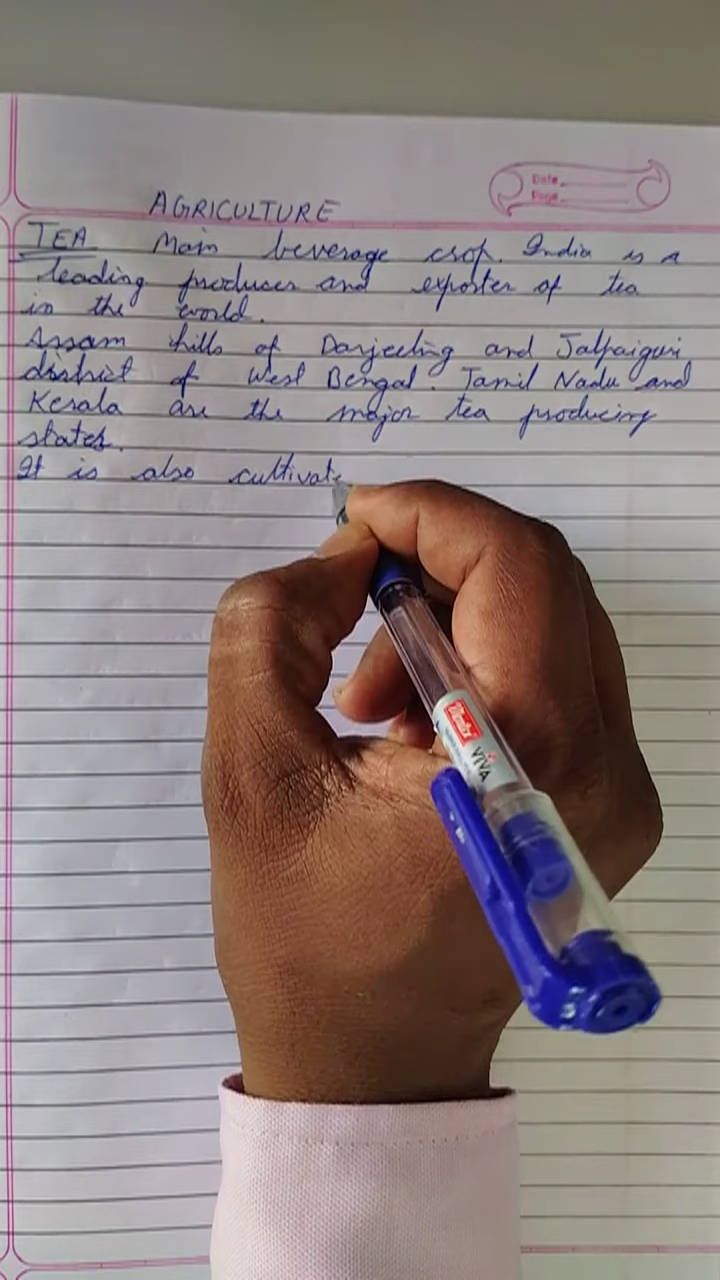 Date
Page
AGRICULTURE
TEA Main beverage crop. India is a
leading producer and exporter of tea
in the world.
Assam hills of Darjeeling and Jalpaiguri
district of West Bengal. Tamil Nadu and
Kerala are the major tea producing
states.
It is also cultivate
VIVA